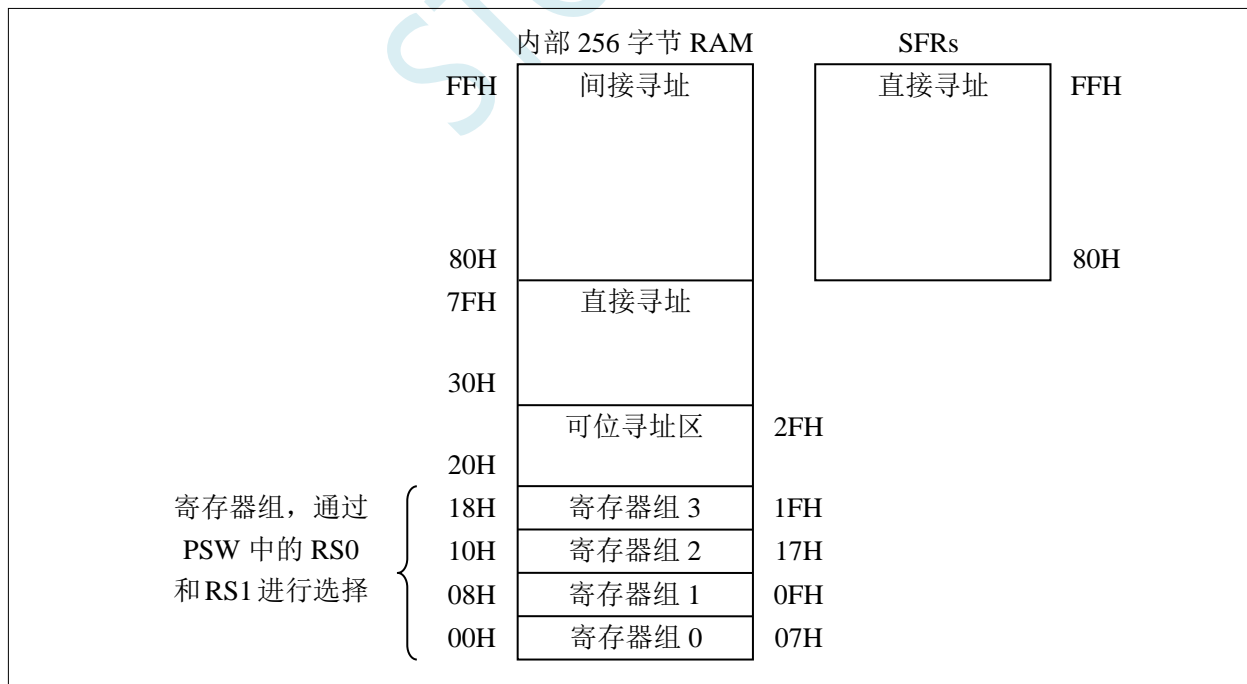 内部 256 字节 RAM SFRs
FFH 间接寻址 直接寻址 FFH
80H 80H
7FH 直接寻址
30H
可位寻址区 2FH
20H
18H 寄存器组 3 1FH
10H 寄存器组 2 17H
08H 寄存器组 1 0FH
00H 寄存器组 0 07H
寄存器组，通过
PSW 中的 RS0
和 RS1 进行选择